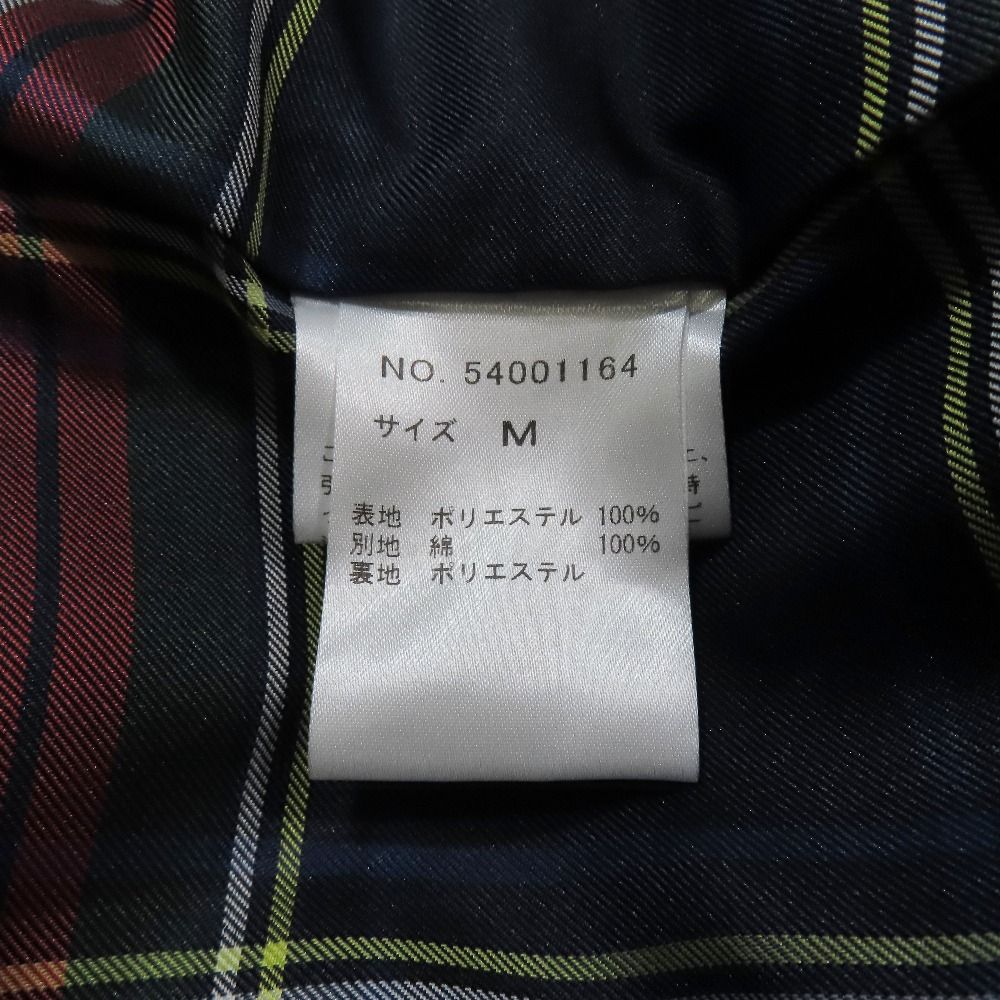 NO. 54001164
サイズ M
表地 ポリエステル 100%
別地 綿 100%
裏地 ポリエステル